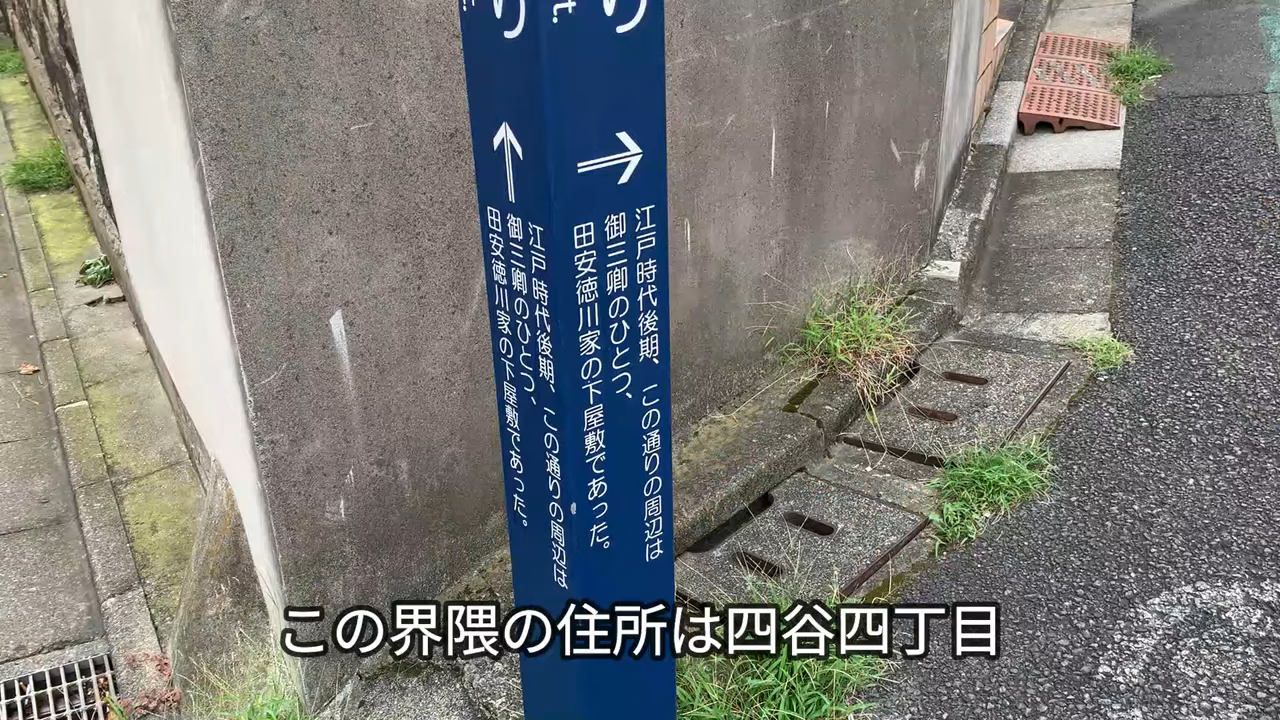 り
江戸時代後期、この通りの周辺は
御三卿のひとつ、
田安徳川家の下屋敷であった。
り
江戸時代後期、この通りの周辺は
御三卿のひとつ、
田安徳川家の下屋敷であった。
この界隈の住所は四谷四丁目